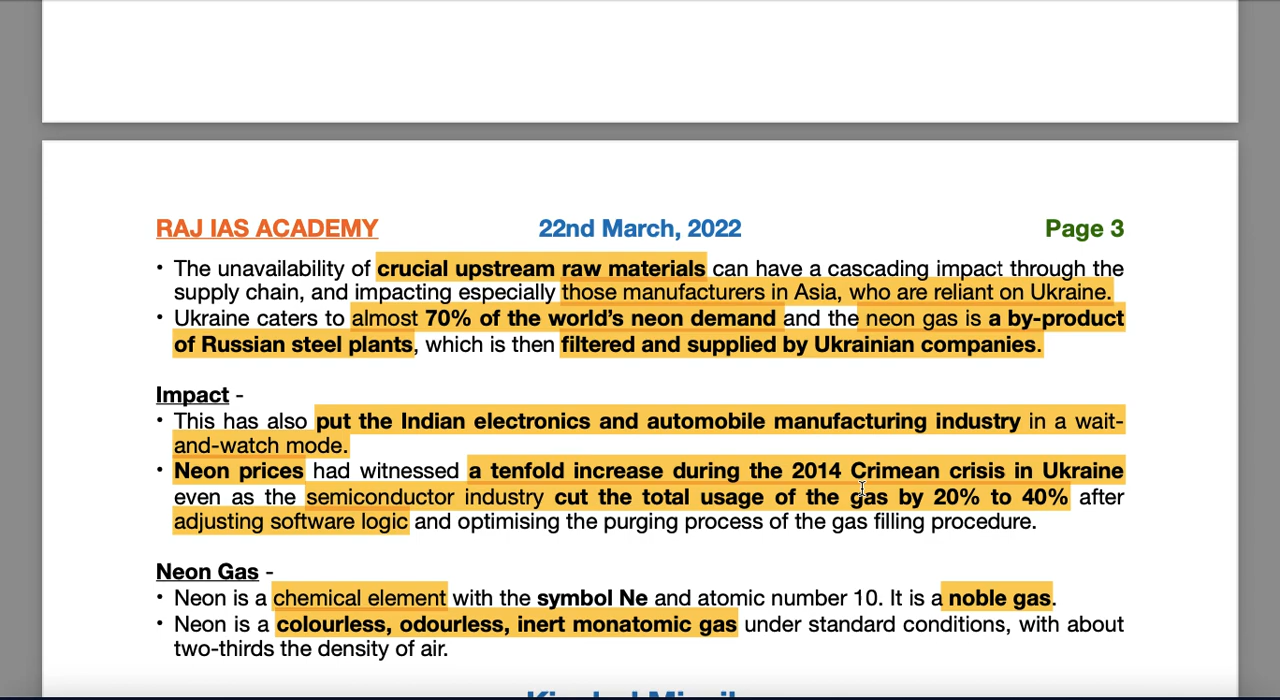 RAJ IAS ACADEMY 22nd March, 2022 Page 3
• The unavailability of crucial upstream raw materials can have a cascading impact through the
supply chain, and impacting especially those manufacturers in Asia, who are reliant on Ukraine.
• Ukraine caters to almost 70% of the world's neon demand and the neon gas is a by-product
of Russian steel plants, which is then filtered and supplied by Ukrainian companies.
Impact -
• This has also put the Indian electronics and automobile manufacturing industry in a wait-
and-watch mode.
• Neon prices had witnessed a tenfold increase during the 2014 Crimean crisis in Ukraine
even as the semiconductor industry cut the total usage of the gas by 20% to 40% after
adjusting software logic and optimising the purging process of the gas filling procedure.
Neon Gas -
• Neon is a chemical element with the symbol Ne and atomic number 10. It is a noble gas.
• Neon is a colourless, odourless, inert monatomic gas under standard conditions, with about
two-thirds the density of air.